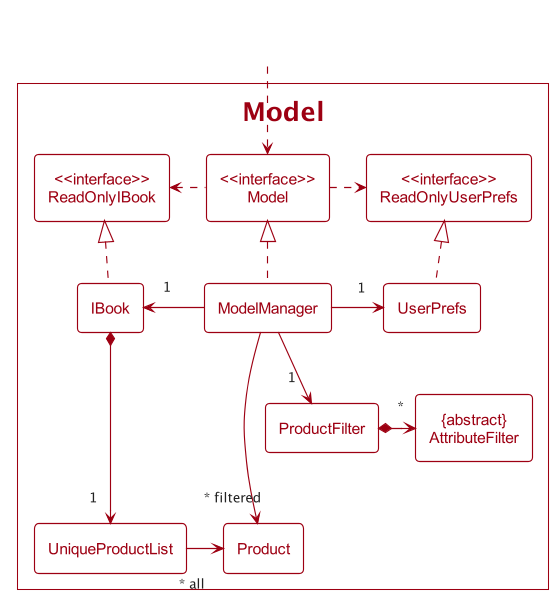 Model
<<interface>>
ReadOnlyIBook
<<interface>>
Model
<<interface>>
ReadOnlyUserPrefs
1
1
IBook
ModelManager
UserPrefs
1
*
ProductFilter
{abstract}
AttributeFilter
1
* filtered
UniqueProductList
Product
* all